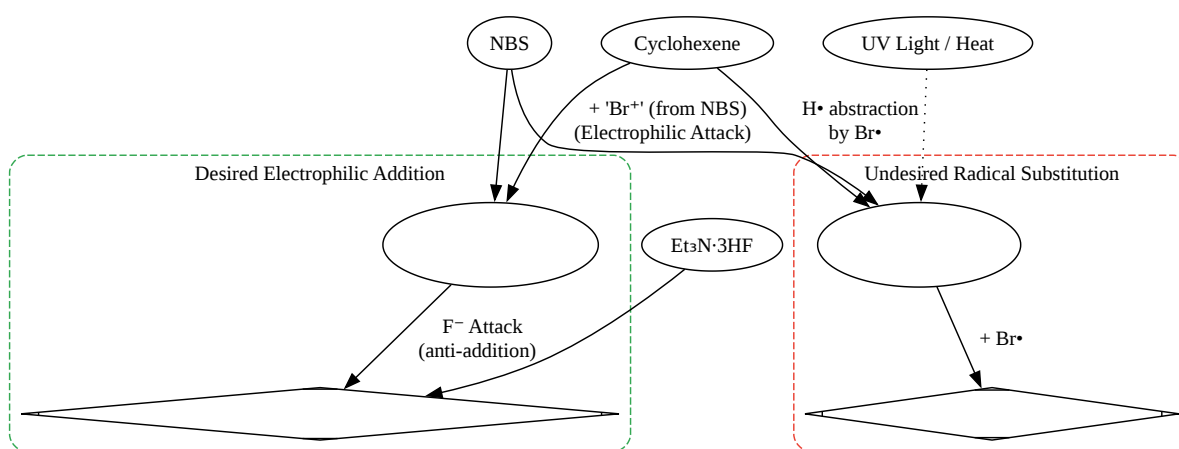 NBS
Cyclohexene
UV Light / Heat
+ 'Br⁺' (from NBS)
(Electrophilic Attack)
H• abstraction
by Br•
Desired Electrophilic Addition
Undesired Radical Substitution
Et₃N·3HF
F⁻ Attack
(anti-addition)
+ Br•